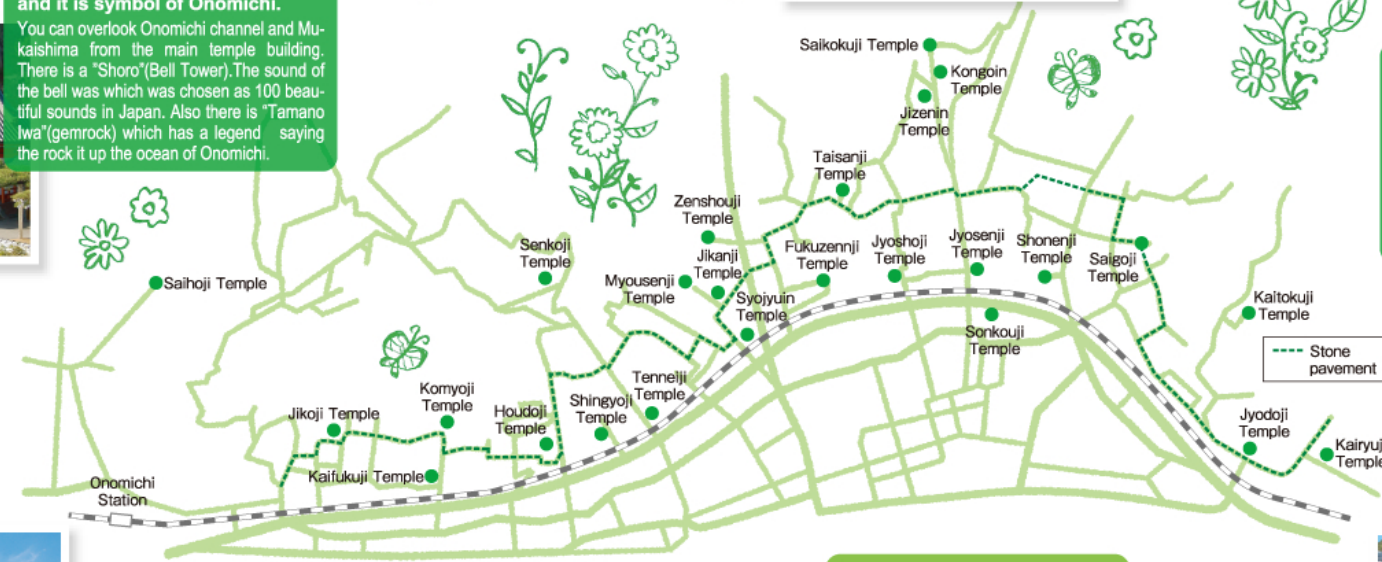 and it is symbol of Onomichi.
You can overlook Onomichi channel and Mu-
kaishima from the main temple building.
There is a "Shoro"(Bell Tower).The sound of
the bell was which was chosen as 100 beau-
tiful sounds in Japan. Also there is "Tamano
Iwa"(gemrock) which has a legend saying
the rock it up the ocean of Onomichi.
Saikokuji Temple
Kongoin
Temple
Jizenin
Temple
Taisanji
Temple
Zenshouji
Temple
Senkoji
Temple
Jikanji
Temple
Myousenji
Temple
Fukuzennji
Temple
Jyoshoji
Temple
Jyosenji
Temple
Shonenji
Temple
Saigoji
Temple
Saihoji Temple
Syojyuin
Temple
Sonkouji
Temple
Kaitokuji
Temple
Stone
pavement
Komyoji
Temple
Tenneiji
Temple
Jikoji Temple
Houdoji
Temple
Shingyoji
Temple
Jyodoji
Temple
Kairyuj
Temple
Kaifukuji Temple
Onomichi
Station